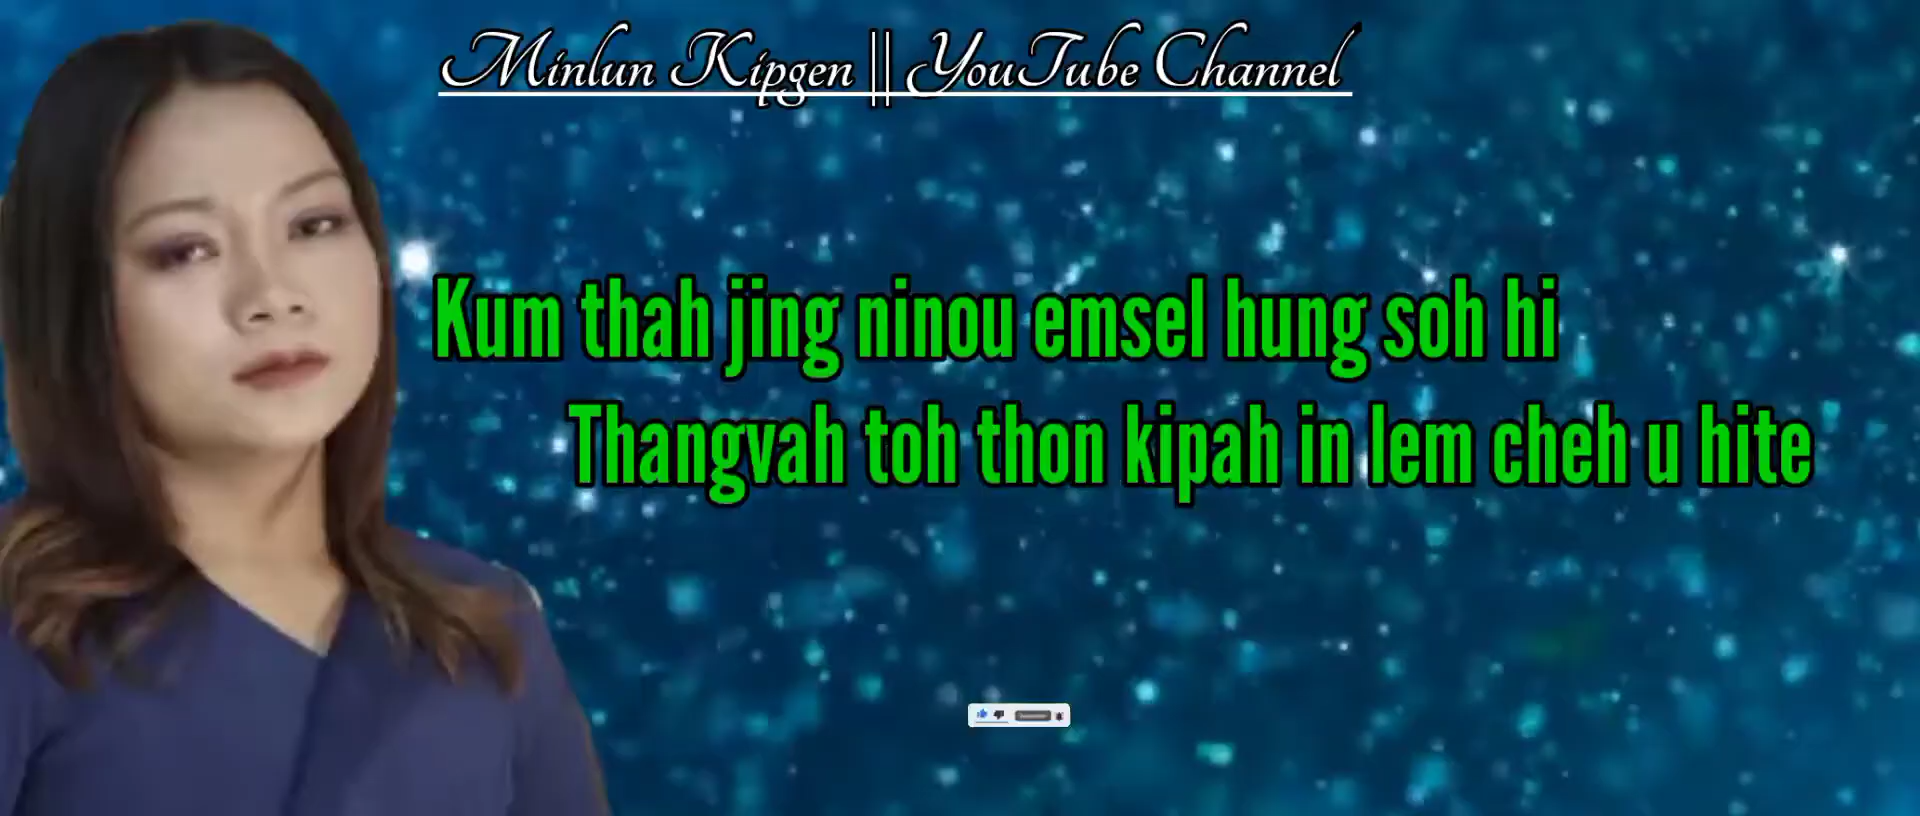 Minlun Kipgen || YouTube Channel
Kum thah jing ninou emsel hung soh hi
Thangvah toh thon kipah in lem cheh u hite